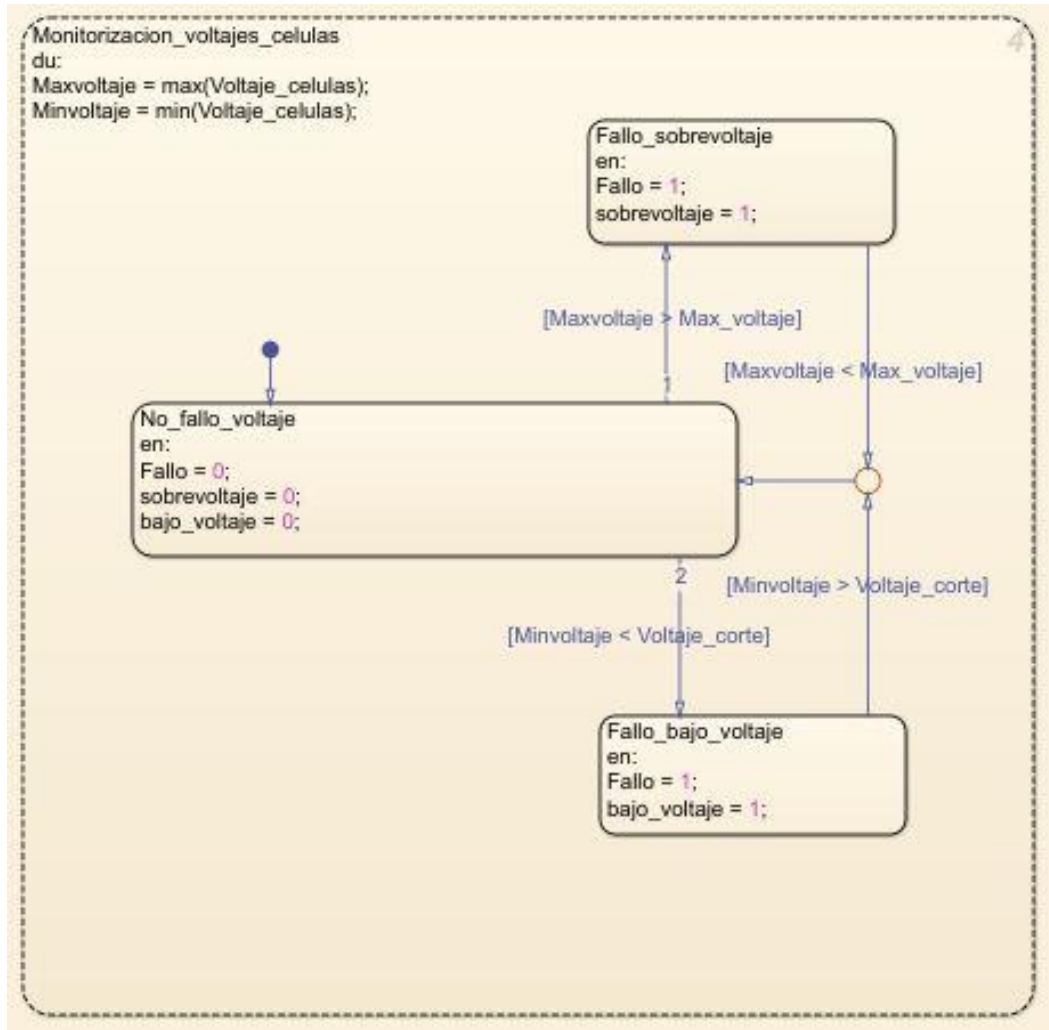 Monitorizacion_voltajes_celulas
4
du:
Maxvoltaje = max(Voltaje_celulas);
Minvoltaje = min(Voltaje_celulas);
Fallo_sobrevoltaje
en:
Fallo = 1;
sobrevoltaje = 1;
[Maxvoltaje > Max_voltaje]
[Maxvoltaje < Max_voltaje]
1
No_fallo_voltaje
en:
Fallo = 0;
sobrevoltaje = 0;
bajo_voltaje = 0;
2
[Minvoltaje > Voltaje_corte]
[Minvoltaje < Voltaje_corte]
Fallo_bajo_voltaje
en:
Fallo = 1;
bajo_voltaje = 1;